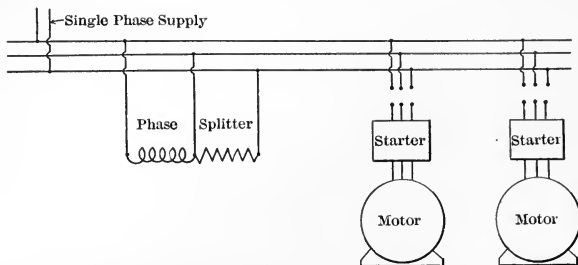 Single Phase Supply
Phase Splitter
Starter Starter
Motor Motor